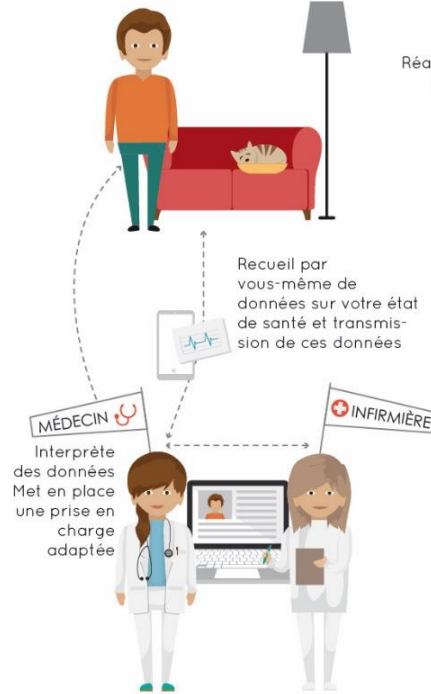 Réa
Recueil par
vous-même de
données sur votre état
de santé et transmis-
sion de ces données
MÉDECIN
INFIRMIÈRE
Interprète
des données
Met en place
une prise en
charge
adaptée